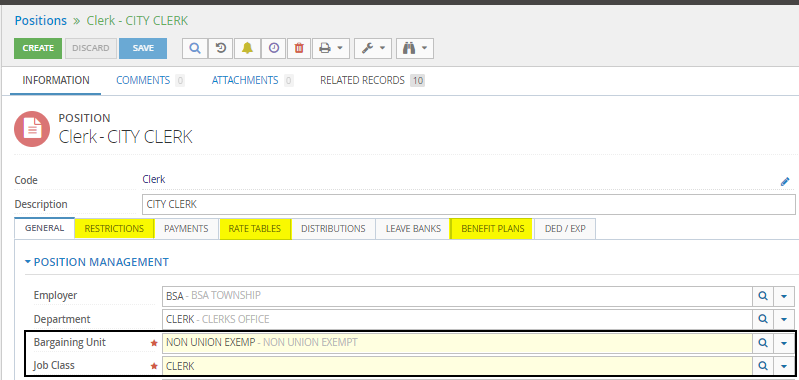 Positions » Clerk - CITY CLERK
CREATE DISCARD SAVE
INFORMATION COMMENTS 0 ATTACHMENTS 0 RELATED RECORDS 10
POSITION
Clerk - CITY CLERK
Code Clerk
Description CITY CLERK
GENERAL RESTRICTIONS PAYMENTS RATE TABLES DISTRIBUTIONS LEAVE BANKS BENEFIT PLANS DED / EXP
POSITION MANAGEMENT
Employer BSA - BSA TOWNSHIP
Department CLERK - CLERKS OFFICE
Bargaining Unit NON UNION EXEMP - NON UNION EXEMPT
Job Class CLERK